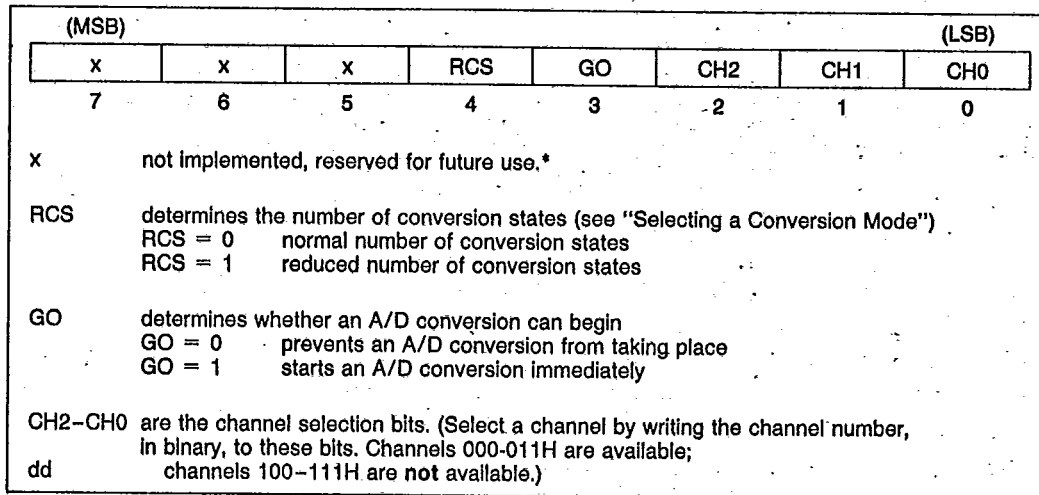 (MSB) (LSB)
x x x RCS GO CH2 CH1 CH0
7 6 5 4 3 2 1 0
x not implemented, reserved for future use.*
RCS determines the number of conversion states (see "Selecting a Conversion Mode")
RCS = 0 normal number of conversion states
RCS = 1 reduced number of conversion states
GO determines whether an A/D conversion can begin
GO = 0 prevents an A/D conversion from taking place
GO = 1 starts an A/D conversion immediately
CH2–CH0 are the channel selection bits. (Select a channel by writing the channel number,
in binary, to these bits. Channels 000-011H are available;
dd channels 100–111H are not available.)